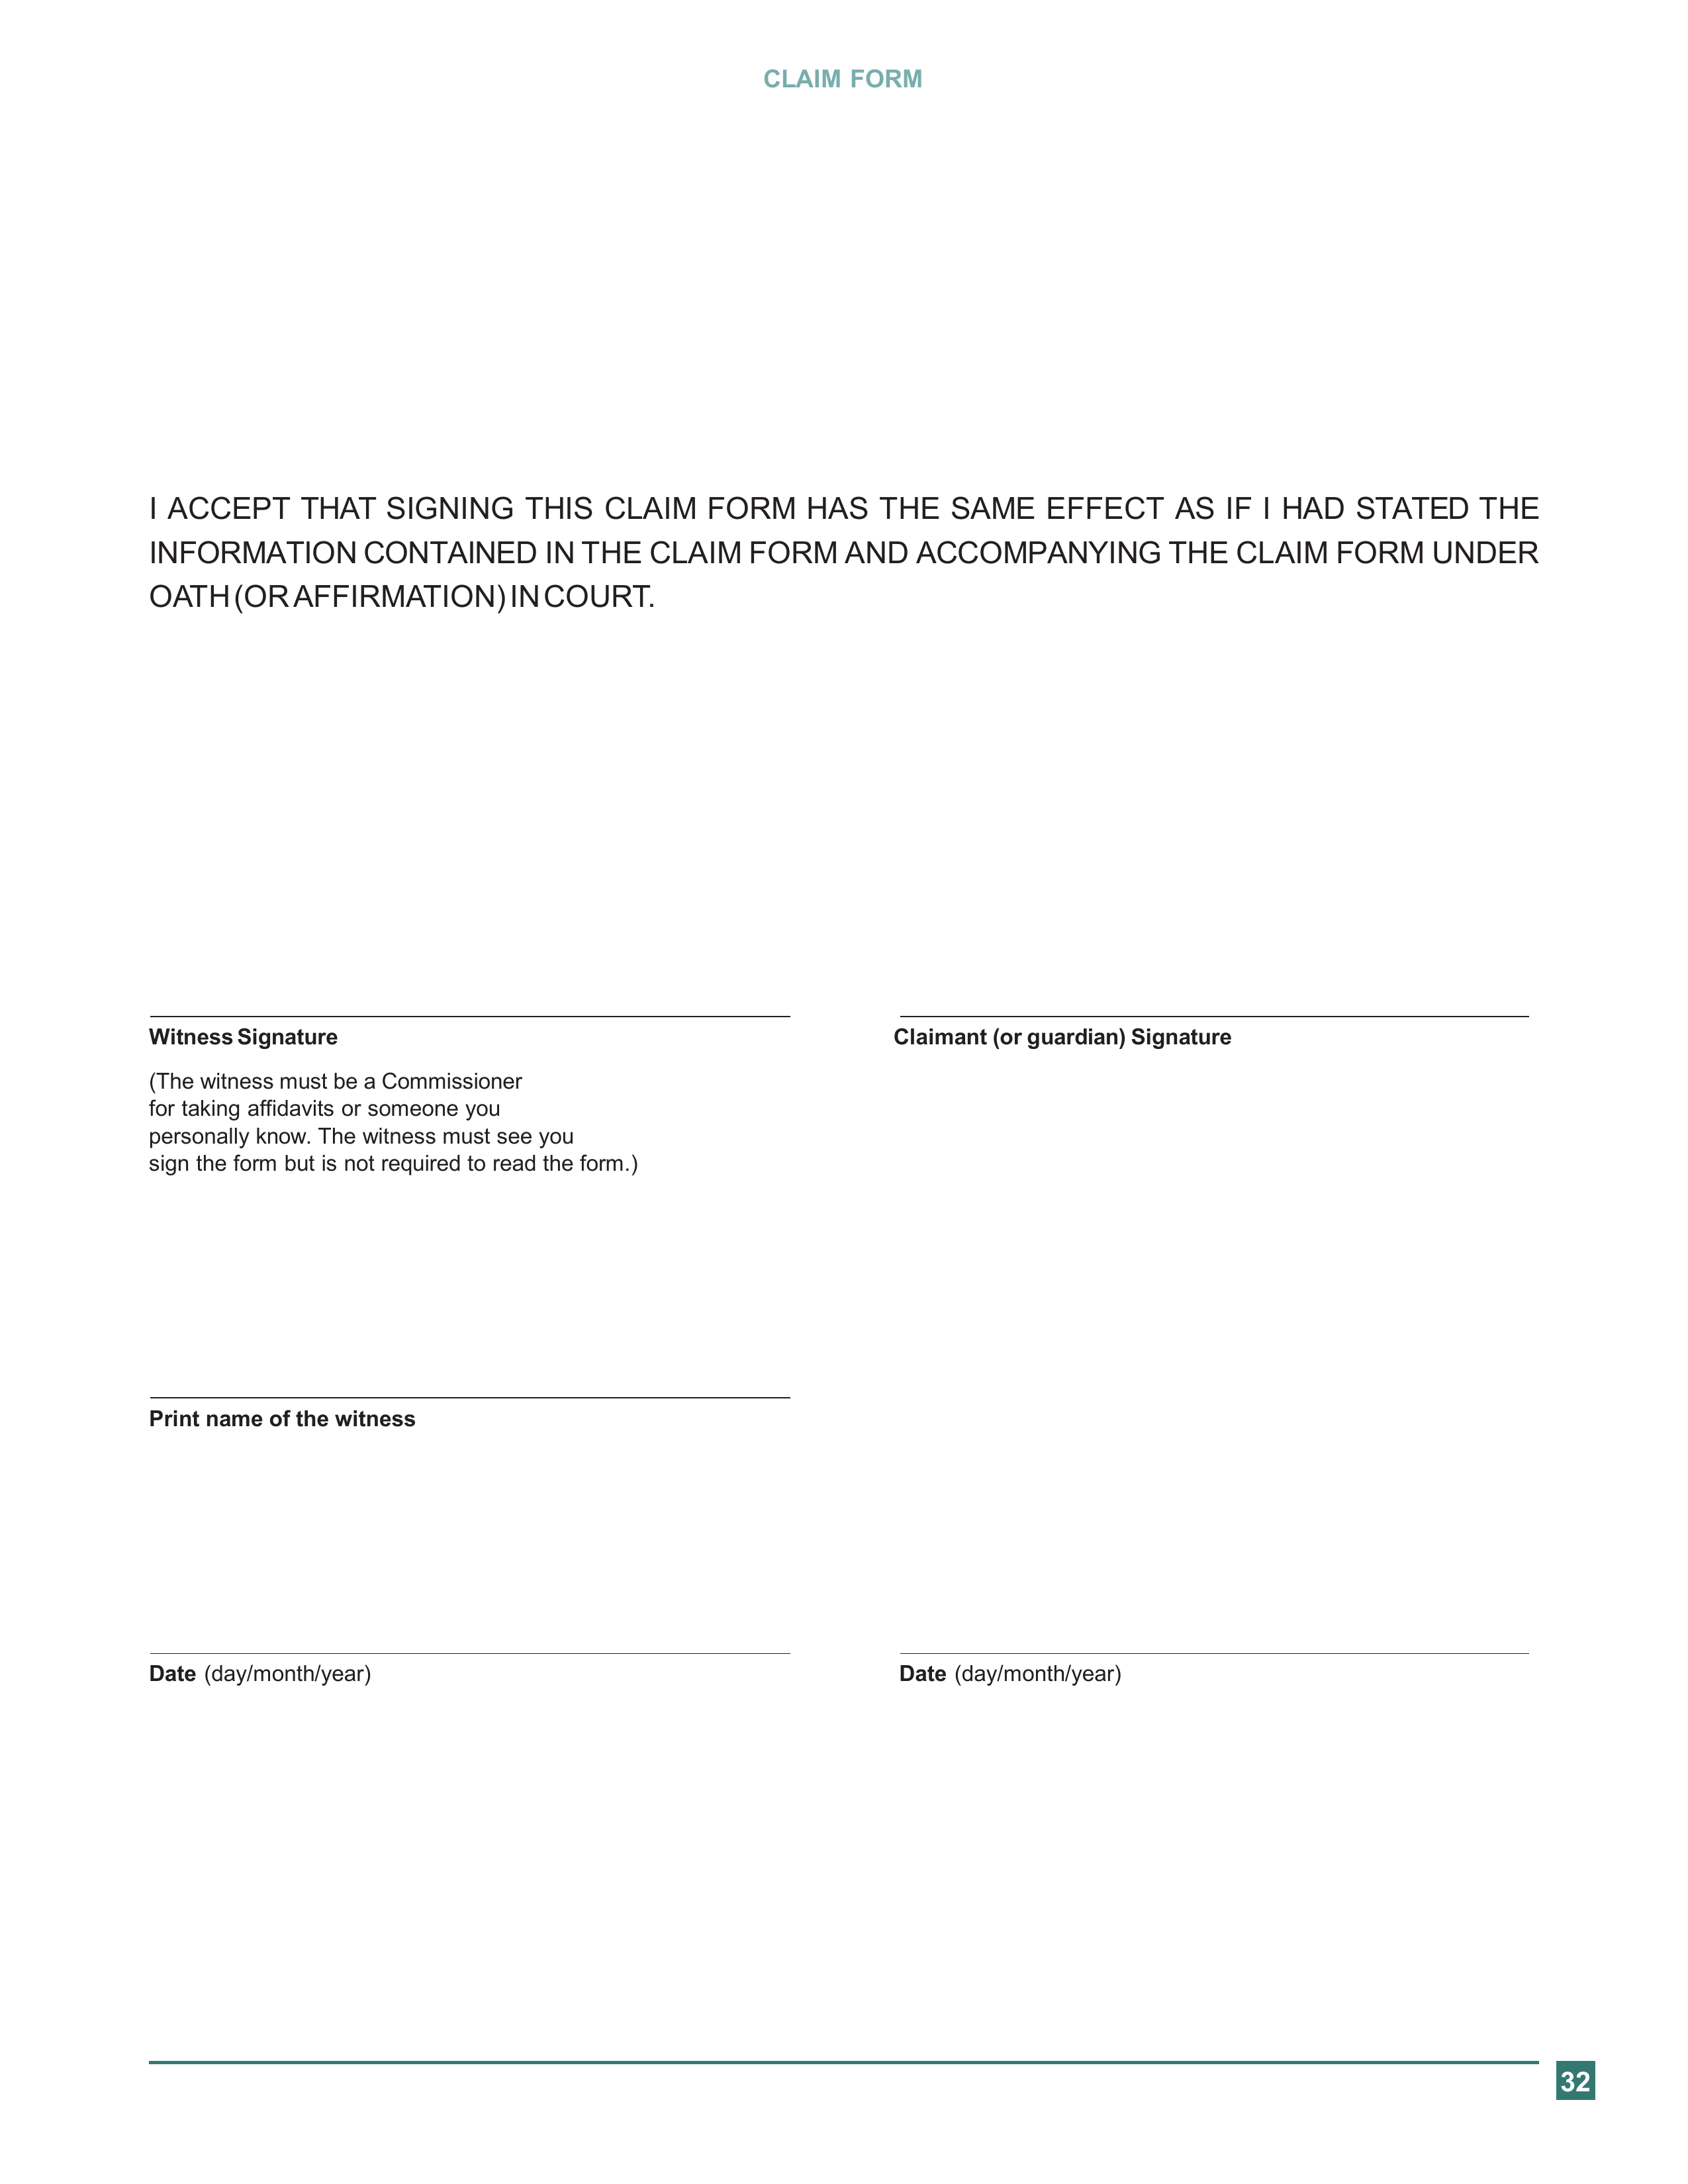 CLAIM FORM
I ACCEPT THAT SIGNING THIS CLAIM FORM HAS THE SAME EFFECT AS IF I HAD STATED THE
INFORMATION CONTAINED IN THE CLAIM FORM AND ACCOMPANYING THE CLAIM FORM UNDER
OATH (OR AFFIRMATION) IN COURT.
Witness Signature
(The witness must be a Commissioner
for taking affidavits or someone you
personally know. The witness must see you
sign the form but is not required to read the form.)
Claimant (or guardian) Signature
Print name of the witness
Date (day/month/year)
Date (day/month/year)
32